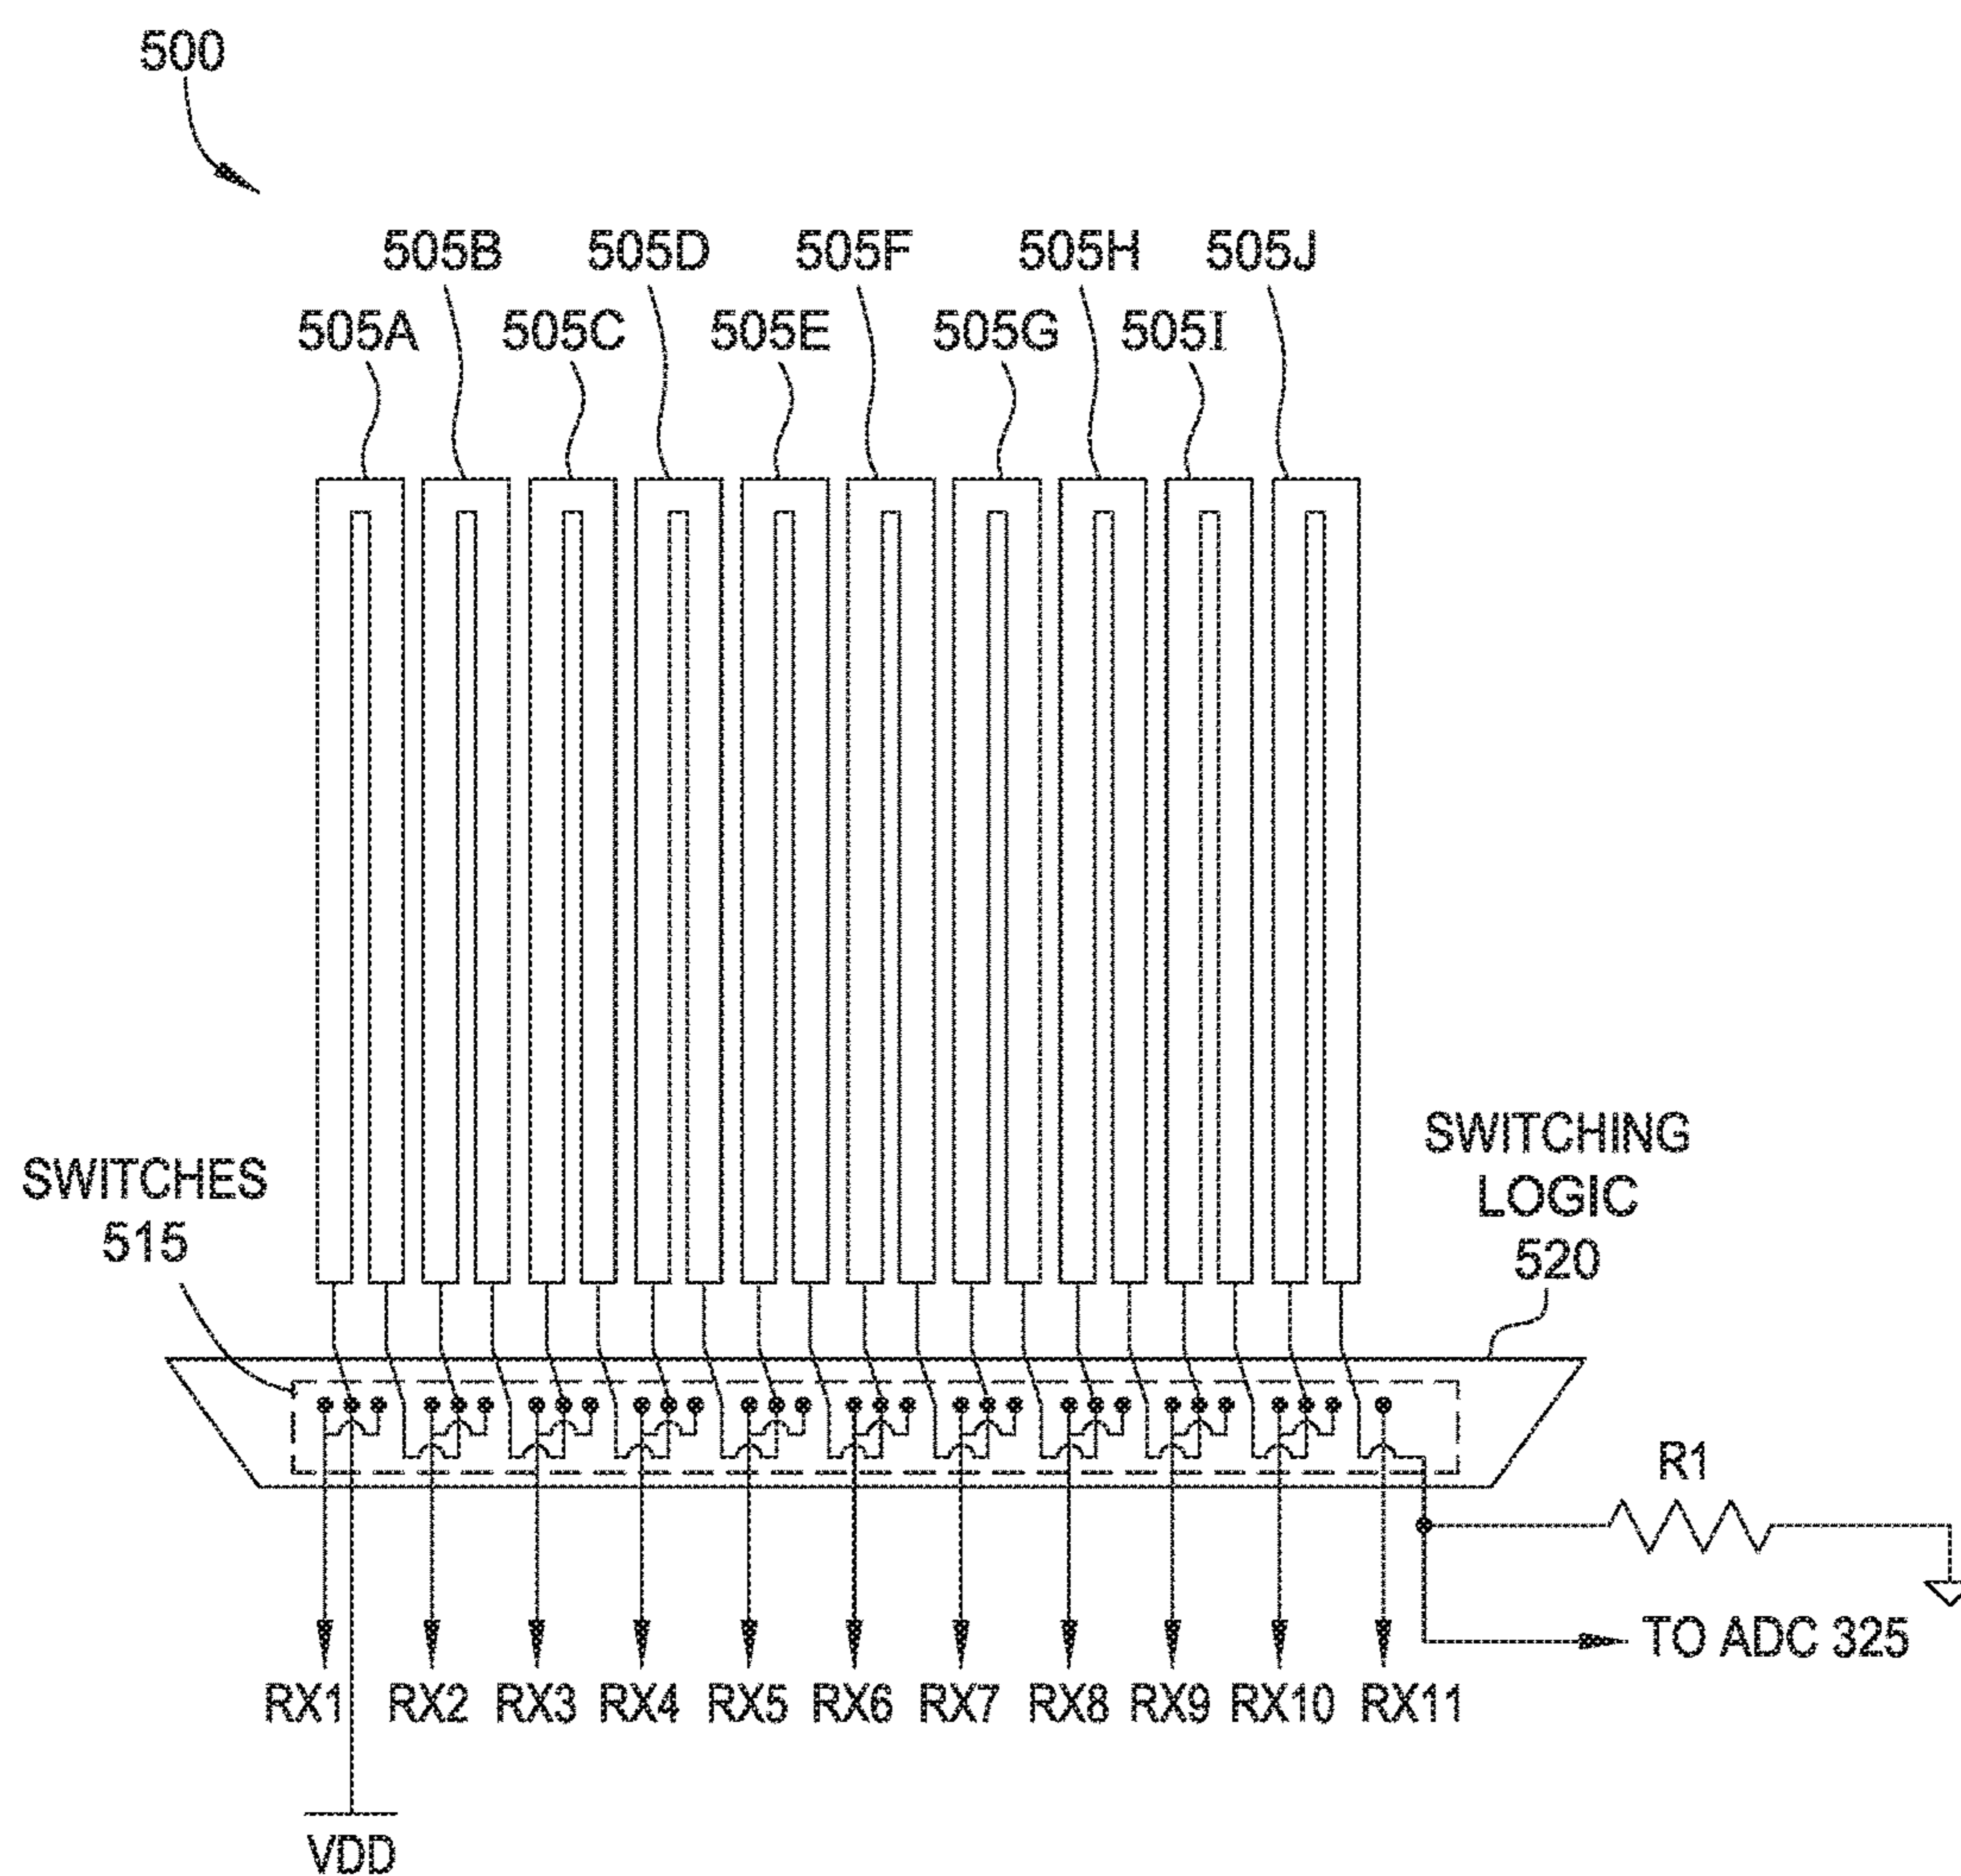 500
505B 505D 505F 505H 505J
505A 505C 505E 505G 505I
SWITCHES
515
SWITCHING
LOGIC
520
R1
TO ADC 325
RX1 RX2 RX3 RX4 RX5 RX6 RX7 RX8 RX9 RX10 RX11
VDD